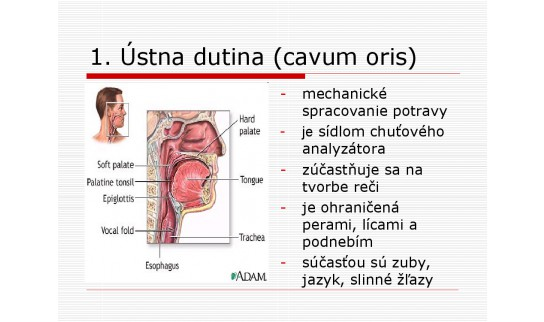 1. Ústna dutina (cavum oris)
Hard
palate
Soft palate
Palatine tonsil
Tongue
Epiglottis
Vocal fold
Trachea
Esophagus
ADAM.
- mechanické
spracovanie potravy
- je sídlom chuťového
analyzátora
- zúčastňuje sa na
tvorbe reči
- je ohraničená
perami, lícami a
podnebím
- súčasťou sú zuby,
jazyk, slinné žľazy